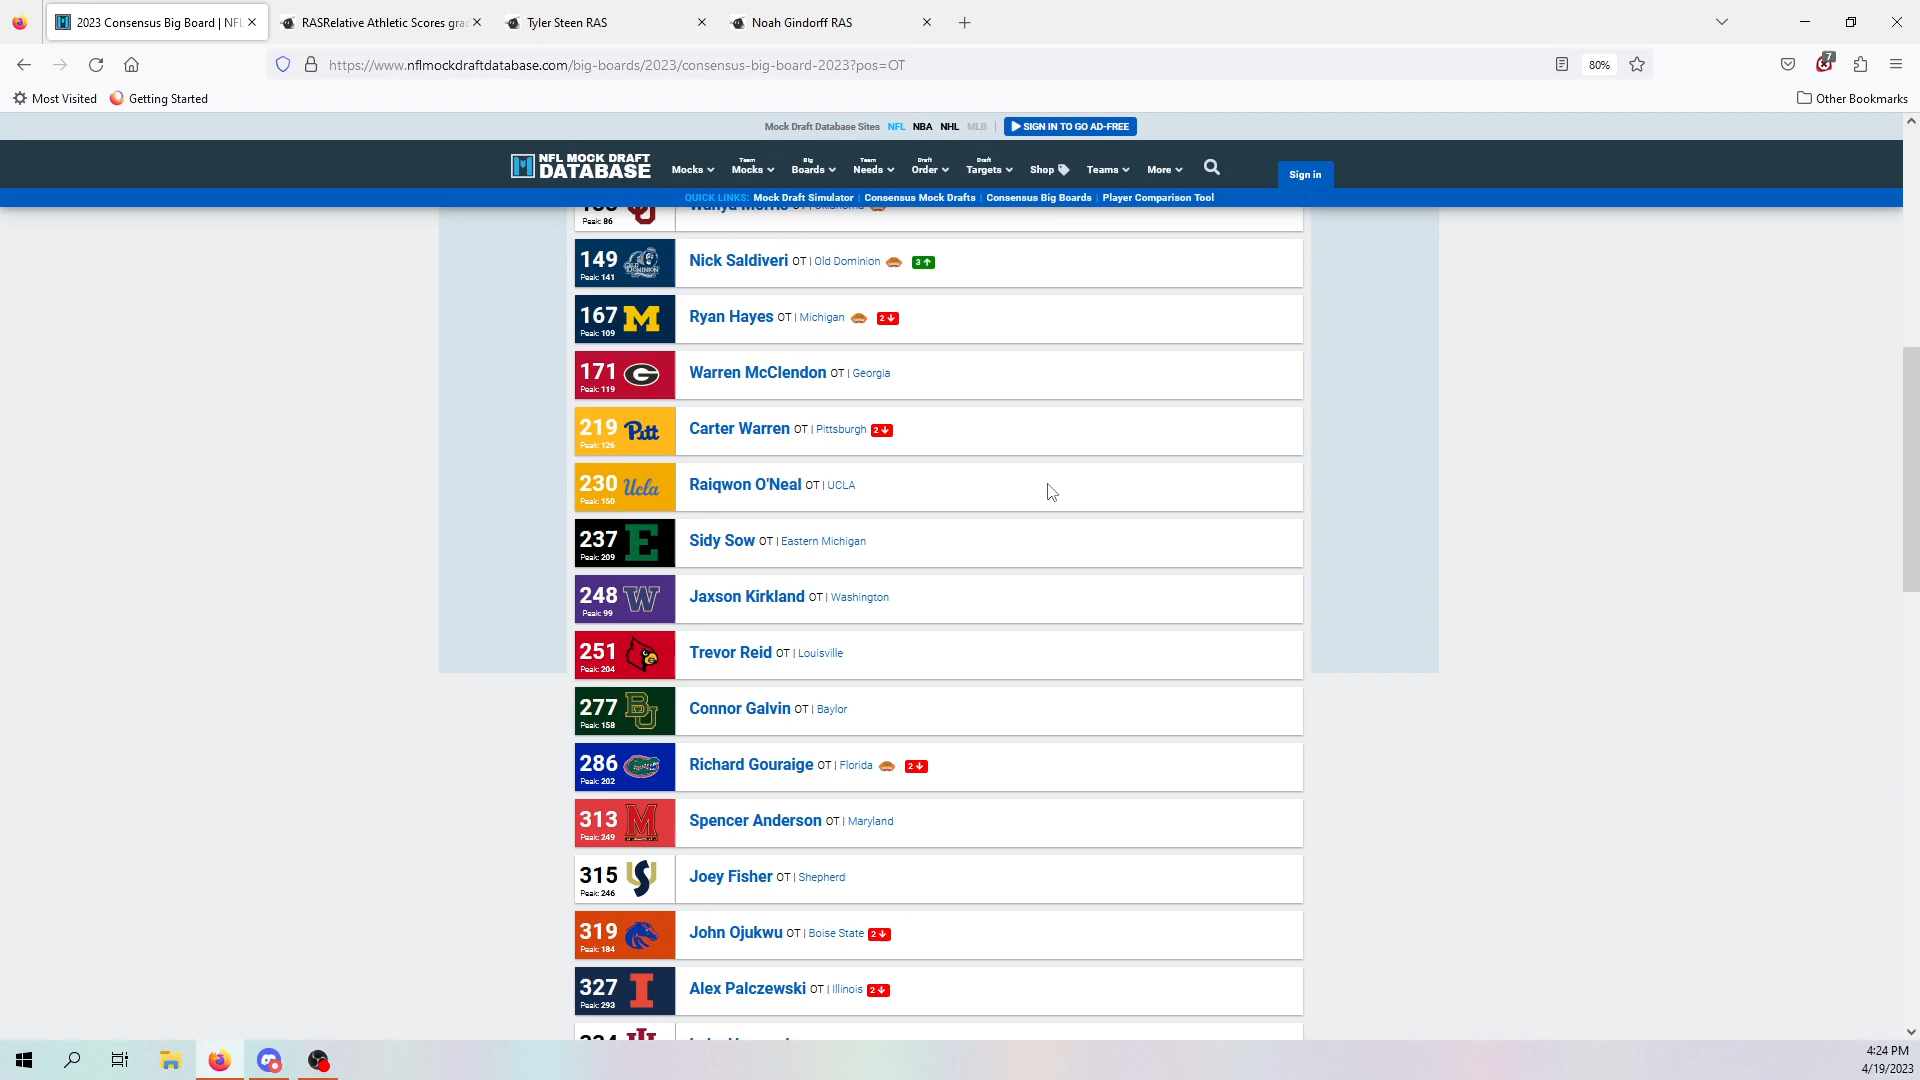 2023 Consensus Big Board | NFL
RASRelative Athletic Scores gra
Tyler Steen RAS
Noah Gindorff RAS
https://www.nflmockdraftdatabase.com/big-boards/2023/consensus-big-board-2023?pos=OT
80%
7
Most Visited
Getting Started
Other Bookmarks
Mock Draft Database Sites NFL NBA NHL MLB | SIGN IN TO GO AD-FREE
NFL MOCK DRAFT
DATABASE
Mocks
Team
Mocks
Big
Boards
Team
Needs
Draft
Order
Draft
Targets
Shop
Teams
More
Sign in
QUICK LINKS: Mock Draft Simulator | Consensus Mock Drafts | Consensus Big Boards | Player Comparison Tool
Peak: 86
Wanya Morris OT | Oklahoma
149
Peak: 141
Nick Saldiveri OT | Old Dominion 3
167
Peak: 109
Ryan Hayes OT | Michigan 2
171
Peak: 119
Warren McClendon OT | Georgia
219 Pitt
Peak: 126
Carter Warren OT | Pittsburgh 2
230 Ucla
Peak: 150
Raiqwon O'Neal OT | UCLA
237
Peak: 209
Sidy Sow OT | Eastern Michigan
248
Peak: 99
Jaxson Kirkland OT | Washington
251
Peak: 204
Trevor Reid OT | Louisville
277
Peak: 158
Connor Galvin OT | Baylor
286
Peak: 202
Richard Gouraige OT | Florida 2
313
Peak: 249
Spencer Anderson OT | Maryland
315
Peak: 246
Joey Fisher OT | Shepherd
319
Peak: 184
John Ojukwu OT | Boise State 2
327
Peak: 293
Alex Palczewski OT | Illinois 2
4:24 PM
4/19/2023